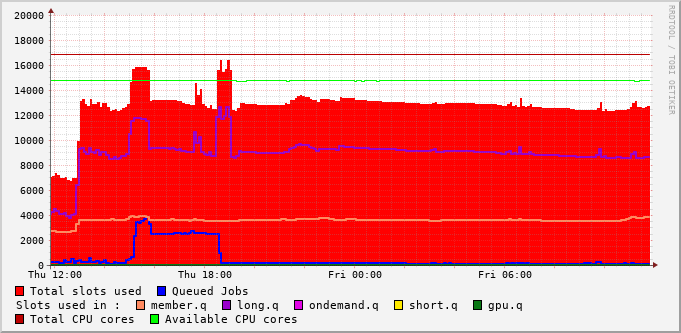 20000
18000
16000
14000
12000
10000
8000
6000
4000
2000
0
Thu 12:00 Thu 18:00 Fri 00:00 Fri 06:00
Total slots used Queued Jobs
Slots used in : member.q long.q ondemand.q short.q gpu.q
Total CPU cores Available CPU cores
RRDTOOL / TOBI OETIKER